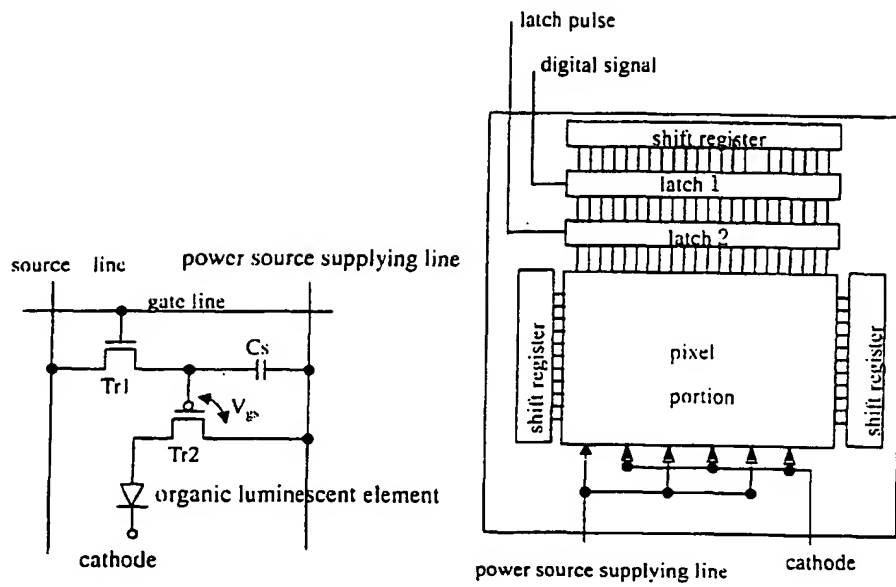 latch pulse
digital signal
shift register
latch 1
latch 2
source line
power source supplying line
gate line
Cs
Tr1
Vgs
Tr2
organic luminescent element
cathode
shift register
pixel
portion
shift register
power source supplying line
cathode